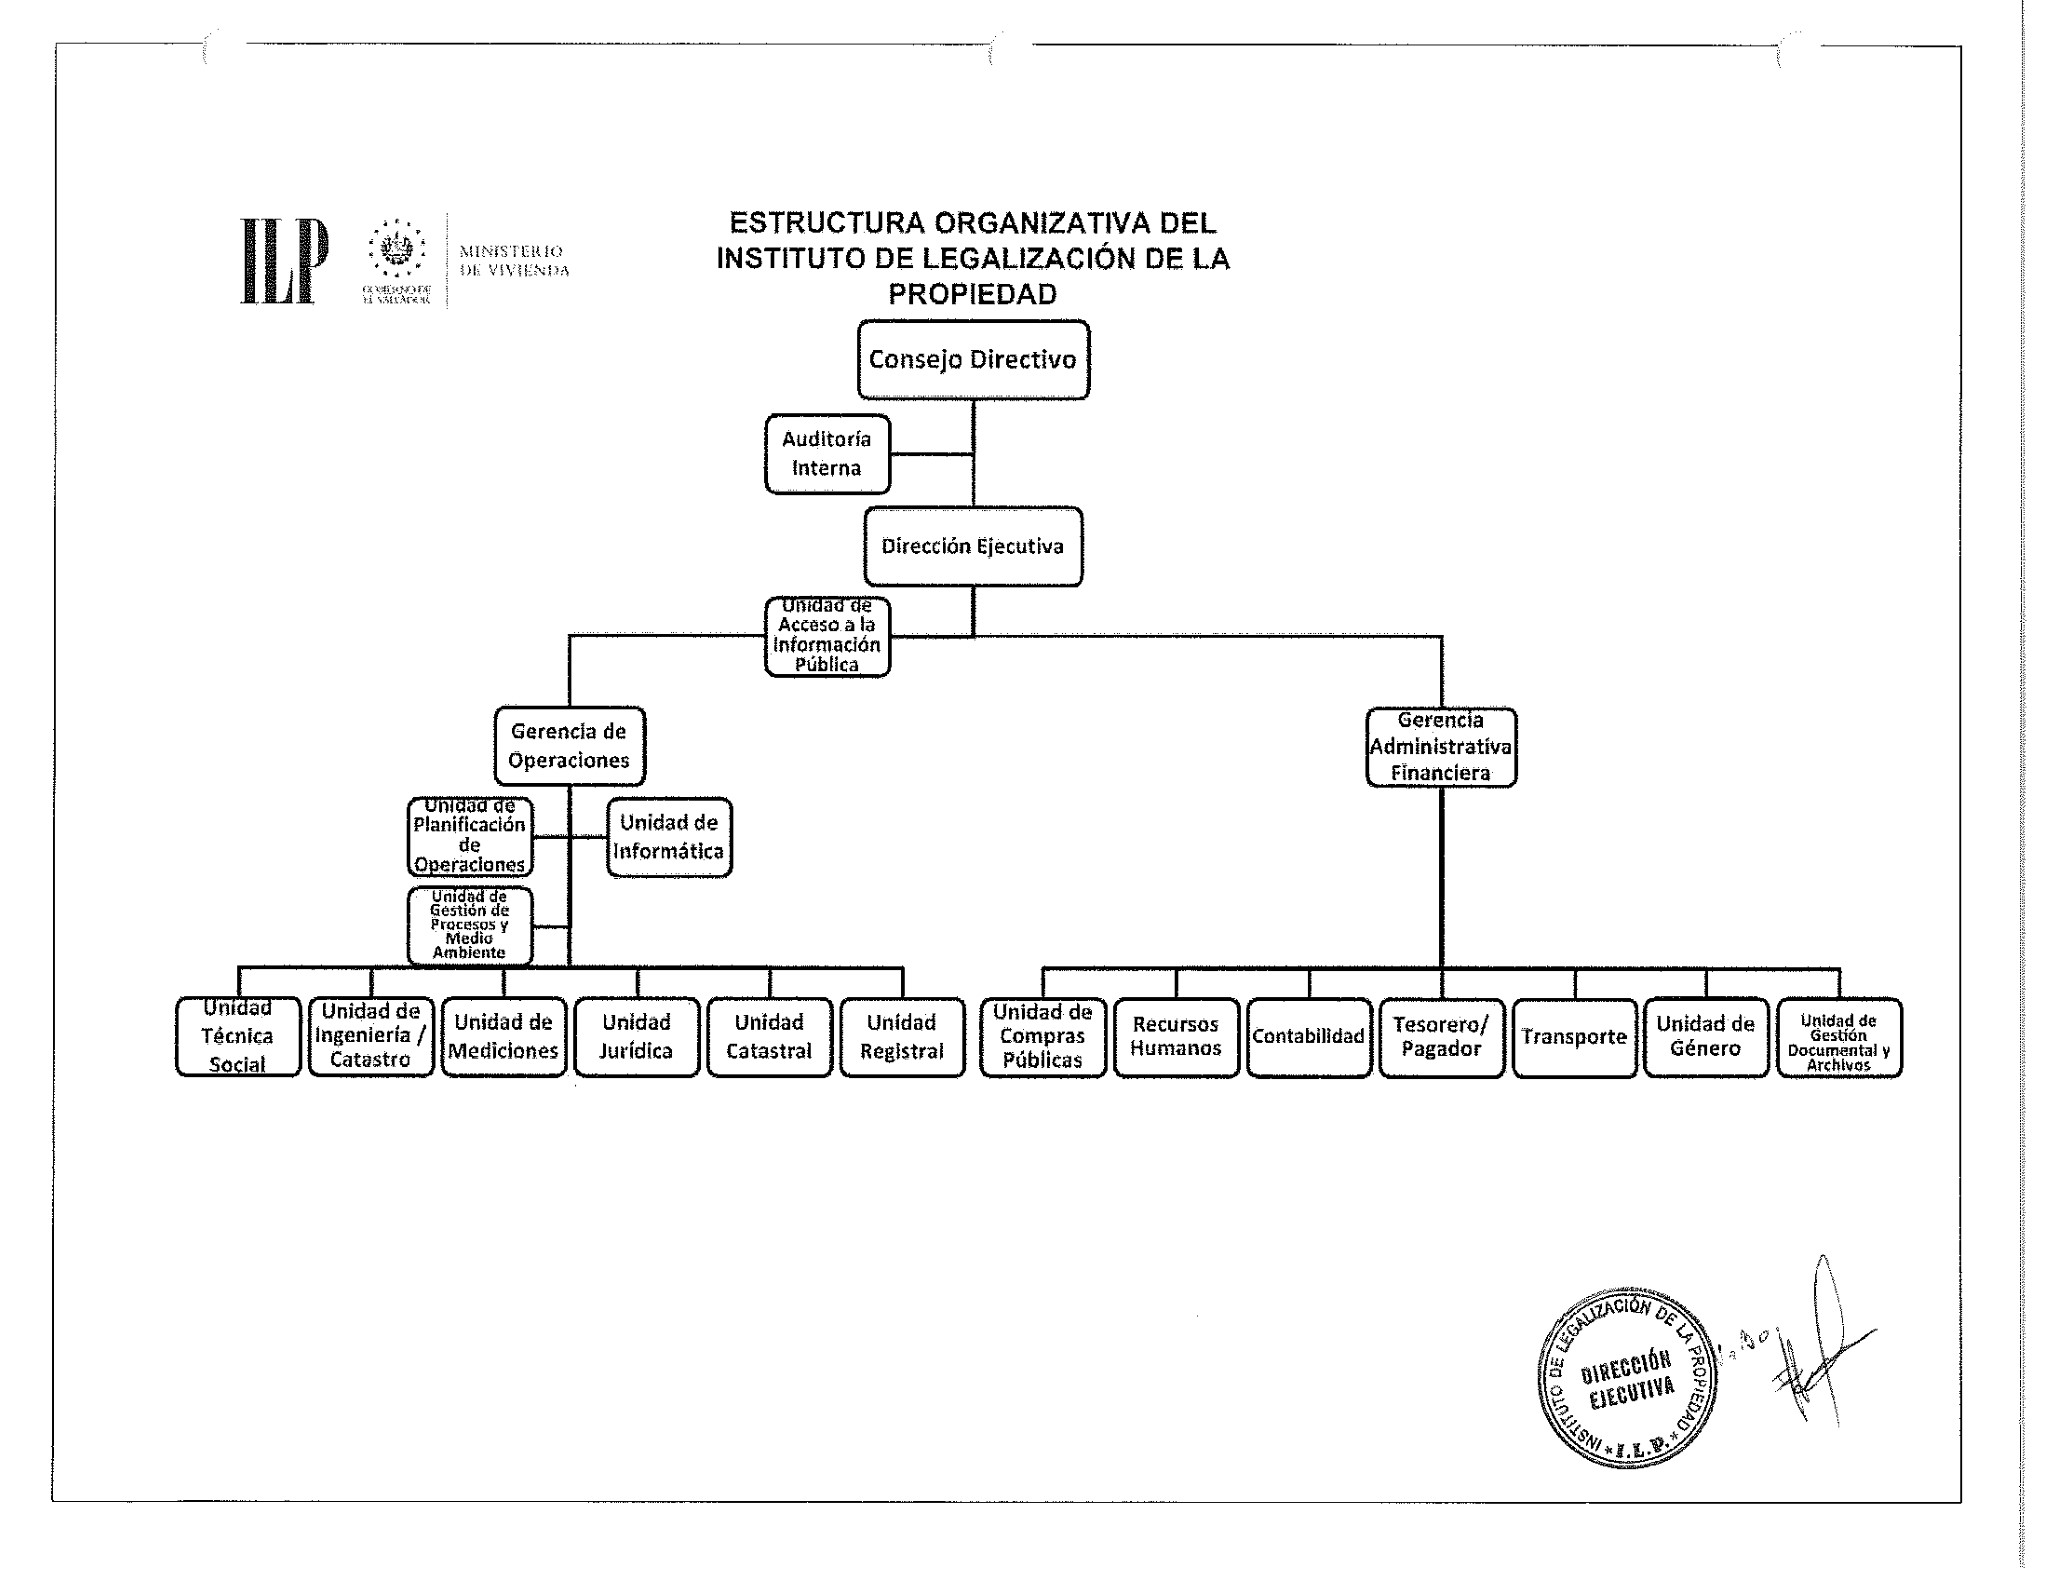 ILP
GOBIERNO DE
EL SALVADOR
MINISTERIO
DE VIVIENDA
ESTRUCTURA ORGANIZATIVA DEL
INSTITUTO DE LEGALIZACIÓN DE LA
PROPIEDAD
Consejo Directivo
Auditoría
Interna
Dirección Ejecutiva
Unidad de
Acceso a la
Información
Pública
Gerencia de
Operaciones
Gerencia
Administrativa
Financiera
Unidad de
Planificación
de
Operaciones
Unidad de
Informática
Unidad de
Gestión de
Procesos y
Medio
Ambiente
Unidad
Técnica
Social
Unidad de
Ingeniería /
Catastro
Unidad de
Mediciones
Unidad
Jurídica
Unidad
Catastral
Unidad
Registral
Unidad de
Compras
Públicas
Recursos
Humanos
Contabilidad
Tesorero/
Pagador
Transporte
Unidad de
Género
Unidad de
Gestión
Documental y
Archivos
INSTITUTO DE LEGALIZACIÓN DE LA PROPIEDAD
DIRECCIÓN
EJECUTIVA
* I.L.P. *